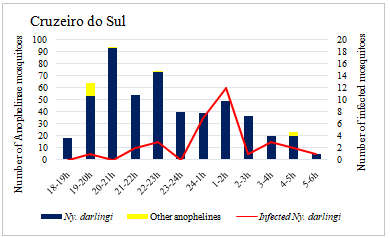 Cruzeiro do Sul
Number of Anophelines mosquitoes
100
90
80
70
60
50
40
30
20
10
0
20
18
16
14
12
10
8
6
4
2
0
Number of infected mosquitoes
18-19h
19-20h
20-21h
21-22h
22-23h
23-24h
24-1h
1-2h
2-3h
3-4h
4-5h
5-6h
Ny. darlingi
Other anophelines
Infected Ny. darlingi